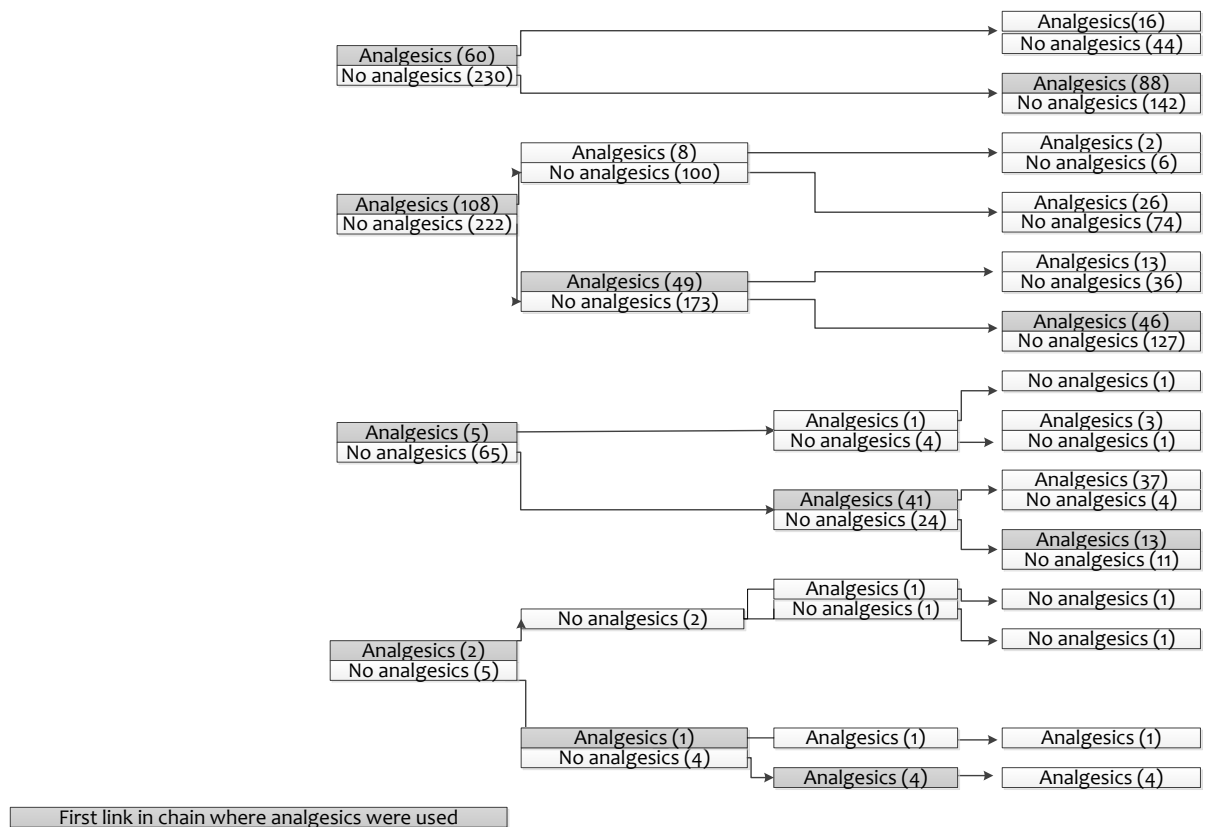 Analgesics(16)
No analgesics (44)
Analgesics (60)
No analgesics (230)
Analgesics (88)
No analgesics (142)
Analgesics (2)
No analgesics (6)
Analgesics (8)
No analgesics (100)
Analgesics (108)
No analgesics (222)
Analgesics (26)
No analgesics (74)
Analgesics (13)
No analgesics (36)
Analgesics (49)
No analgesics (173)
Analgesics (46)
No analgesics (127)
No analgesics (1)
Analgesics (5)
No analgesics (65)
Analgesics (1)
No analgesics (4)
Analgesics (3)
No analgesics (1)
Analgesics (37)
No analgesics (4)
Analgesics (41)
No analgesics (24)
Analgesics (13)
No analgesics (11)
Analgesics (1)
No analgesics (1)
No analgesics (1)
No analgesics (2)
No analgesics (1)
Analgesics (2)
No analgesics (5)
Analgesics (1)
No analgesics (4)
Analgesics (1)
Analgesics (1)
Analgesics (4)
Analgesics (4)
First link in chain where analgesics were used